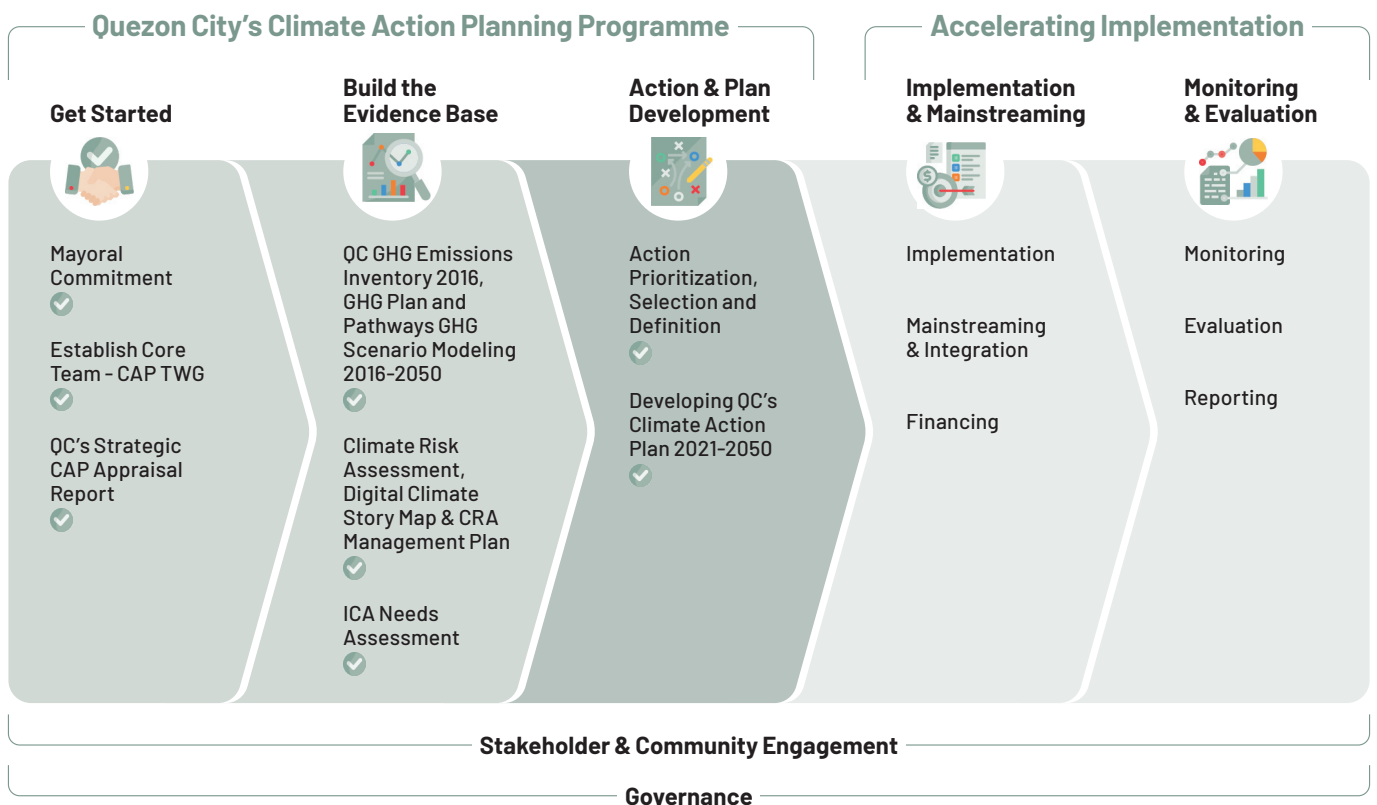 Quezon City's Climate Action Planning Programme
Accelerating Implementation
Get Started
Mayoral
Commitment
Establish Core
Team - CAP TWG
QC's Strategic
CAP Appraisal
Report
Build the
Evidence Base
QC GHG Emissions
Inventory 2016,
GHG Plan and
Pathways GHG
Scenario Modeling
2016-2050
Climate Risk
Assessment,
Digital Climate
Story Map & CRA
Management Plan
ICA Needs
Assessment
Action & Plan
Development
Action
Prioritization,
Selection and
Definition
Developing QC's
Climate Action
Plan 2021-2050
Implementation
& Mainstreaming
$
Implementation
Mainstreaming
& Integration
Financing
Monitoring
& Evaluation
Monitoring
Evaluation
Reporting
Stakeholder & Community Engagement
Governance